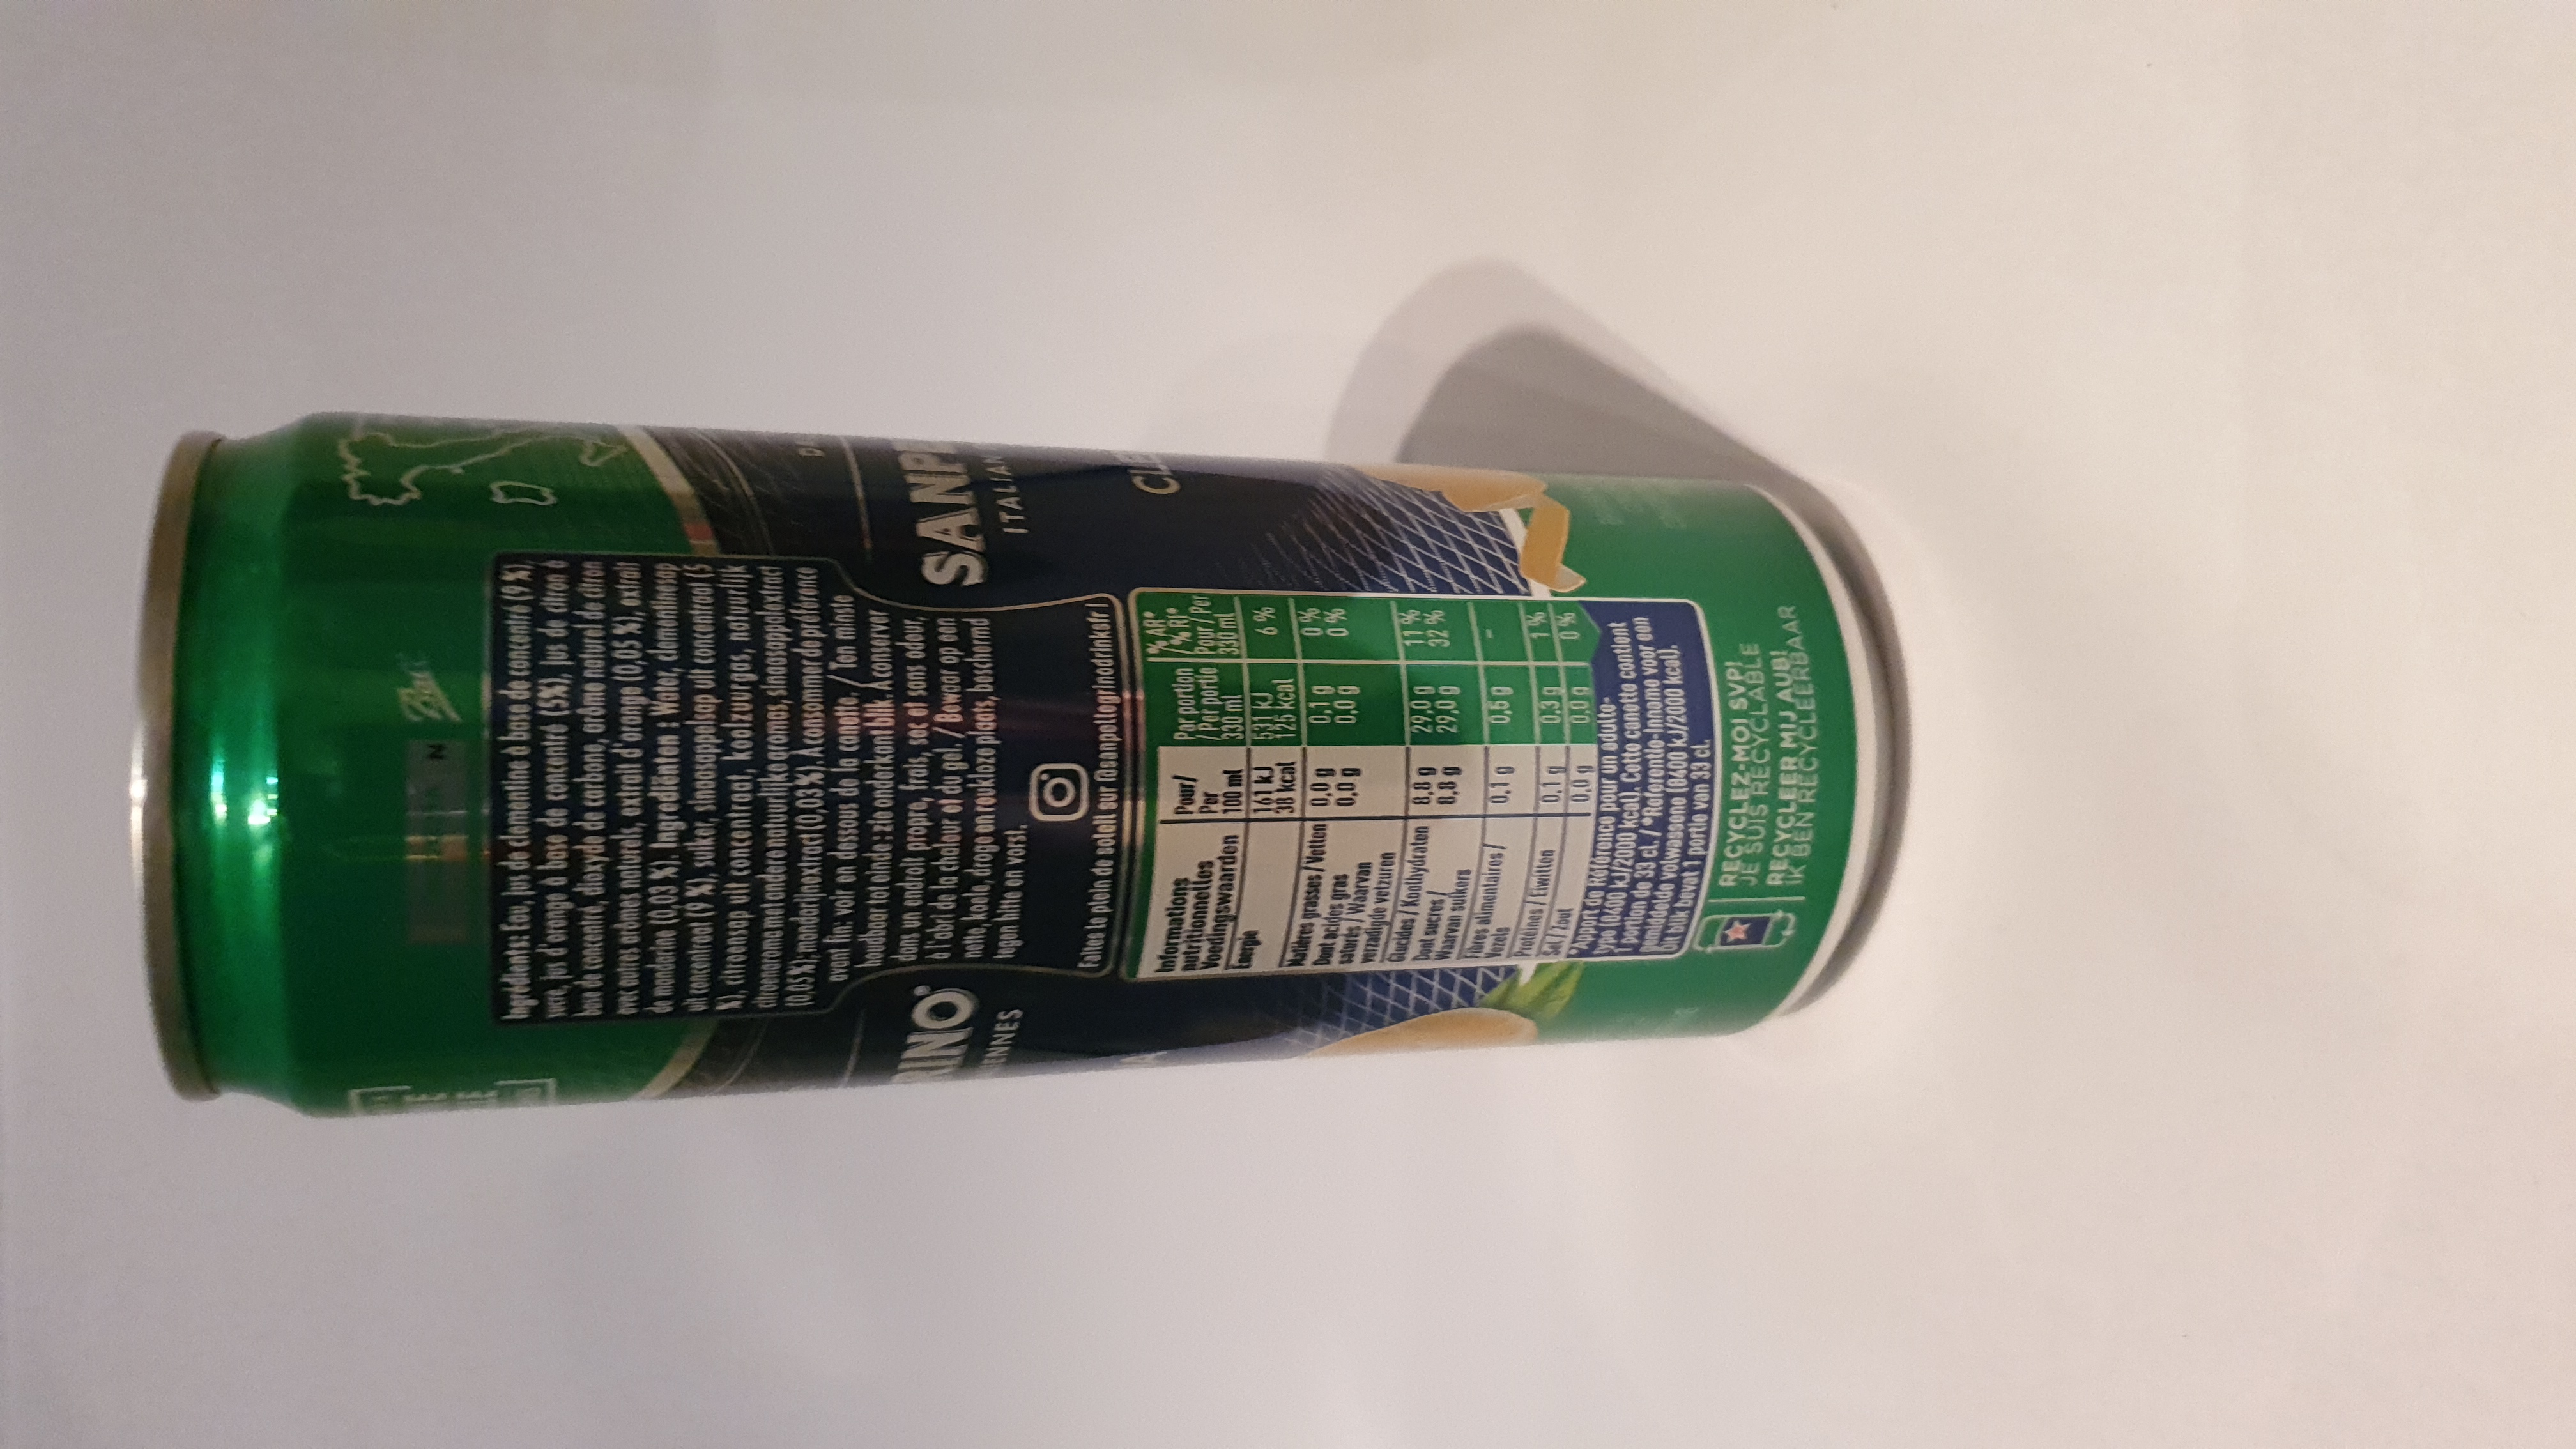 Ball
N
Ingrédients: Eau, jus de clementine à base de concentré (9 %),
sucre, jus d'orange à base de concentré (5%), jus de citron à
base de concentré, dioxyde de carbone, arôme naturel de citron
avec autres arômes naturels, extrait d'orange (0,05 %), extrait
de mandarine (0,03 %). Ingrediënten : Water, clementinesap
uit concentraat (9 %), suiker, sinaasappelsap uit concentraat (5
%), citroensap uit concentraat, koolzuurgas, natuurlijk
citroenaroma met andere natuurlijke aromas, sinaasappelextract
(0,05%); mandarijnextract (0,03%). À consommer de préférence
avant fin: voir en dessous de la canette. / Ten minste
houdbaar tot einde : zie onderkant blik. À conserver
dans un endroit propre, frais, sec et sans odeur,
à l'abri de la chaleur et du gel. / Bewaar op een
nette, koele, droge en reukloze plaats, beschermd
tegen hitte en vorst.
Faites le plein de soleil sur @sanpellegrinodrinksfr !
RINO®
ENNES
SANPE
ITALIAN
CLE
Informations nutritionnelles Voedingswaarden | Pour/ Per 100 ml | Par portion / Per portie 330 ml | % AR* / % RI* Pour / Per 330 ml
Energie 161 kJ 531 kJ 6 %
38 kcal 125 kcal
Matières grasses / Vetten 0,0 g 0,1 g 0 %
Dont acides gras 0,0 g 0,0 g 0 %
saturés / Waarvan
verzadigde vetzuren
Glucides / Koolhydraten 8,8 g 29,0 g 11 %
Dont sucres / 8,8 g 29,0 g 32 %
Waarvan suikers
Fibres alimentaires / 0,1 g 0,5 g -
Vezels
Protéines / Eiwitten 0,1 g 0,3 g 1 %
Sel / Zout 0,0 g 0,0 g 0 %
*Apport de Référence pour un adulte-
type (8400 kJ/2000 kcal). Cette canette contient
1 portion de 33 cl. / *Referentie-Inname voor een
gemiddelde volwassene (8400 kJ/2000 kcal).
Dit blik bevat 1 portie van 33 cl.
RECYCLEZ-MOI SVP!
JE SUIS RECYCLABLE
RECYCLEER MIJ AUB!
IK BEN RECYCLEERBAAR